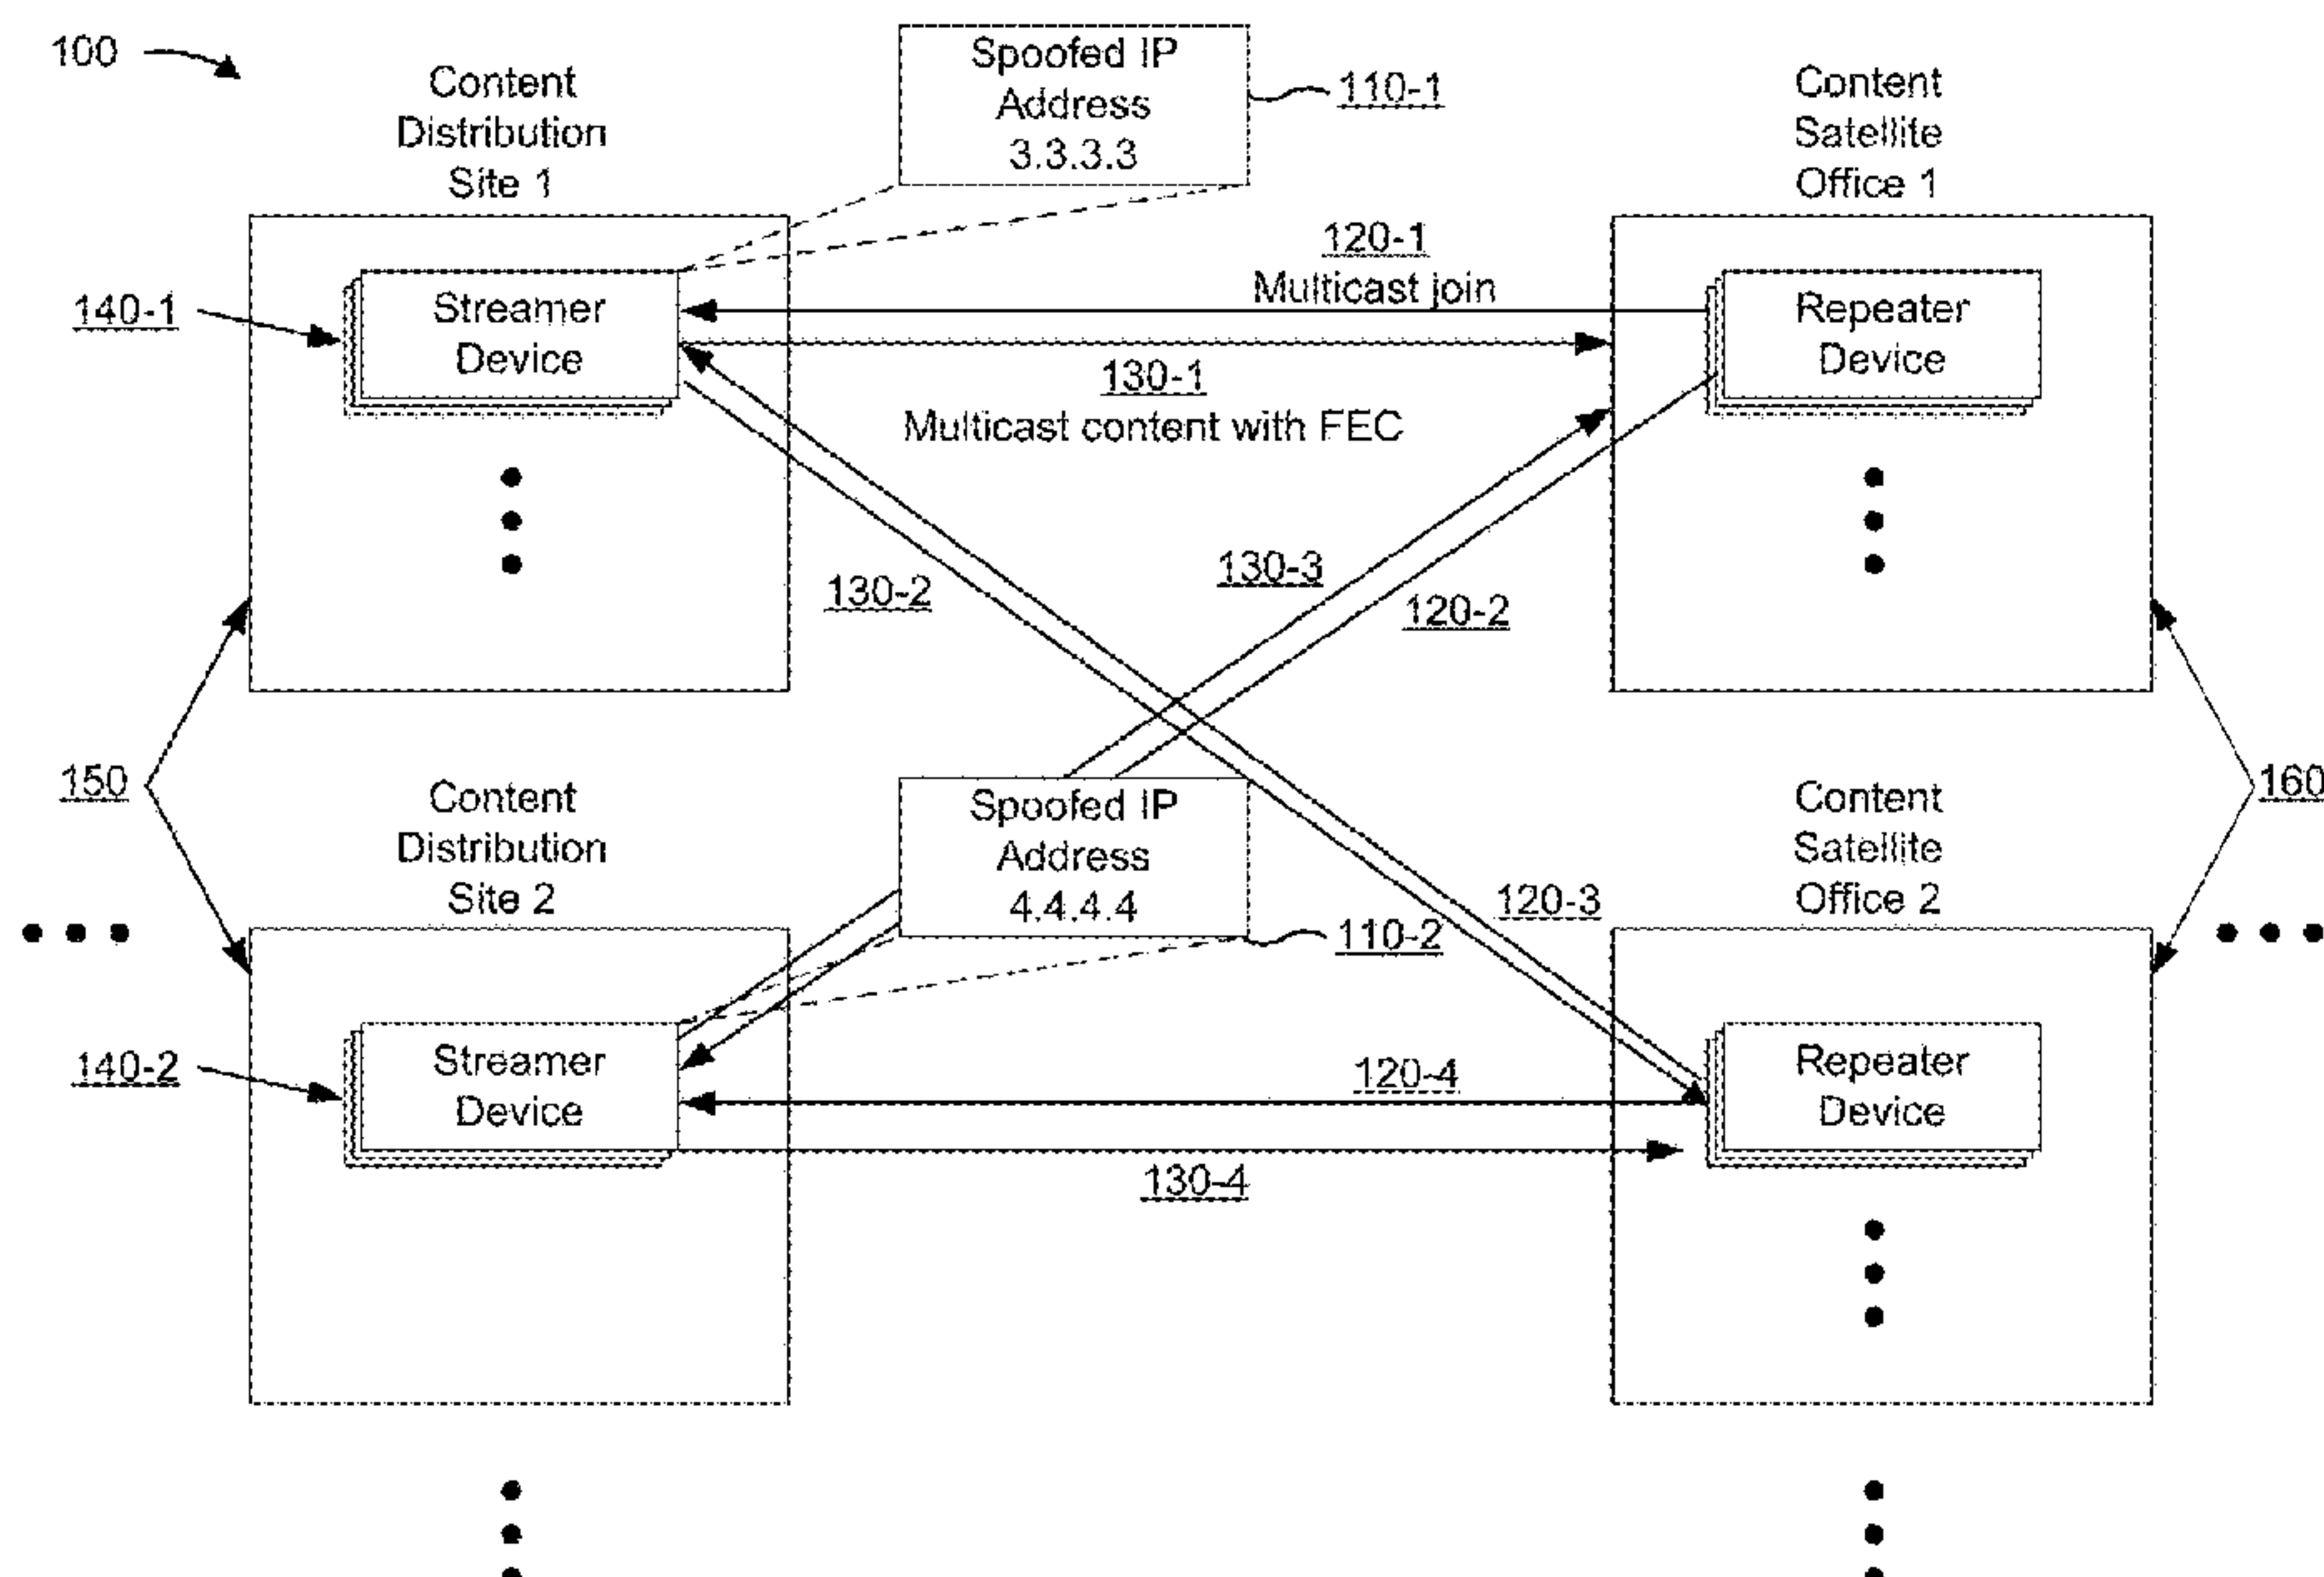 100
Content
Distribution
Site 1
Spoofed IP
Address
3.3.3.3
110-1
Content
Satellite
Office 1
140-1
Streamer
Device
120-1
Multicast join
130-1
Multicast content with FEC
Repeater
Device
130-2
130-3
120-2
150
Content
Distribution
Site 2
Spoofed IP
Address
4.4.4.4
110-2
120-3
Content
Satellite
Office 2
160
140-2
Streamer
Device
120-4
130-4
Repeater
Device